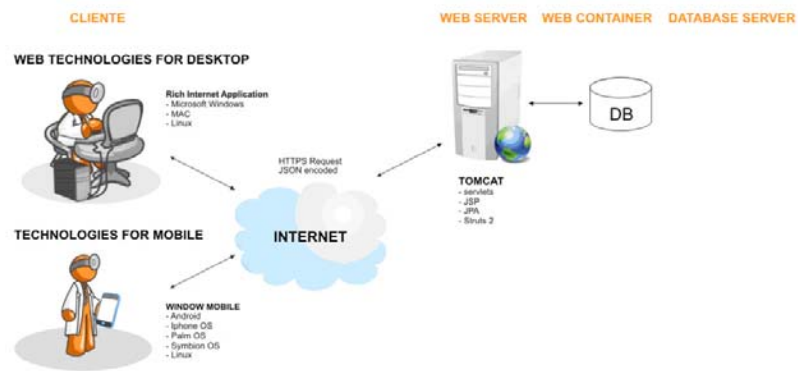 CLIENTE
WEB SERVER
WEB CONTAINER
DATABASE SERVER
WEB TECHNOLOGIES FOR DESKTOP
Rich Internet Application
- Microsoft Windows
- MAC
- Linux
HTTPS Request
JSON encoded
DB
TOMCAT
- servlets
- JSP
- JPA
- Struts 2
INTERNET
TECHNOLOGIES FOR MOBILE
WINDOW MOBILE
- Android
- Iphone OS
- Palm OS
- Symbion OS
- Linux